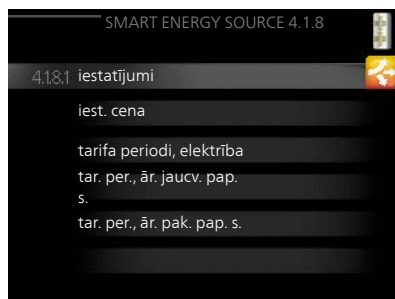 SMART ENERGY SOURCE 4.1.8
4.1.8.1 iestatījumi
iest. cena
tarifa periodi, elektrība
tar. per., ār. jaucv. pap.
s.
tar. per., ār. pak. pap. s.